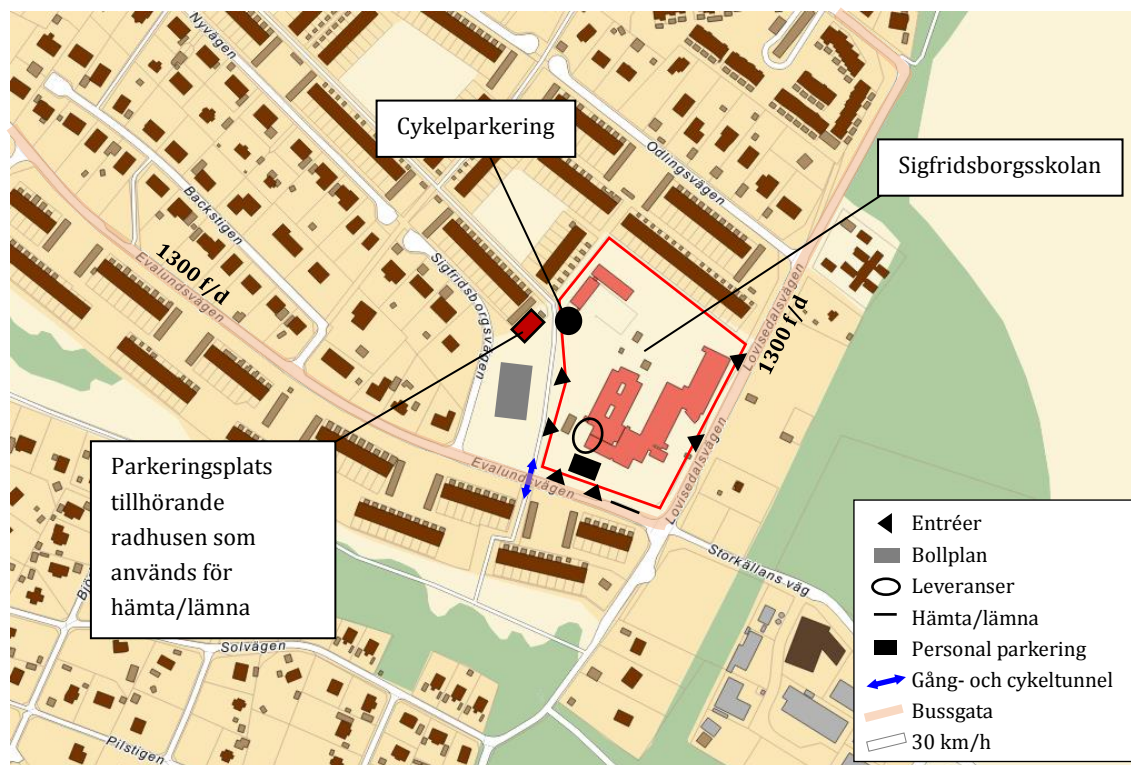 Nyvägen
Cykelparkering
Odlingsvägen
Sigfridsborgsskolan
Backstigen
1300 f/d
Evalundsvägen
Sigfridsborgsvägen
Lovisedalsvägen
1300 f/d
Parkeringsplats
tillhörande
radhusen som
används för
hämta/lämna
Evalundsvägen
Lovisedalsvägen
Storkällans väg
Solvägen
Pilstigen
Entréer
Bollplan
Leveranser
Hämta/lämna
Personal parkering
Gång- och cykeltunnel
Bussgata
30 km/h